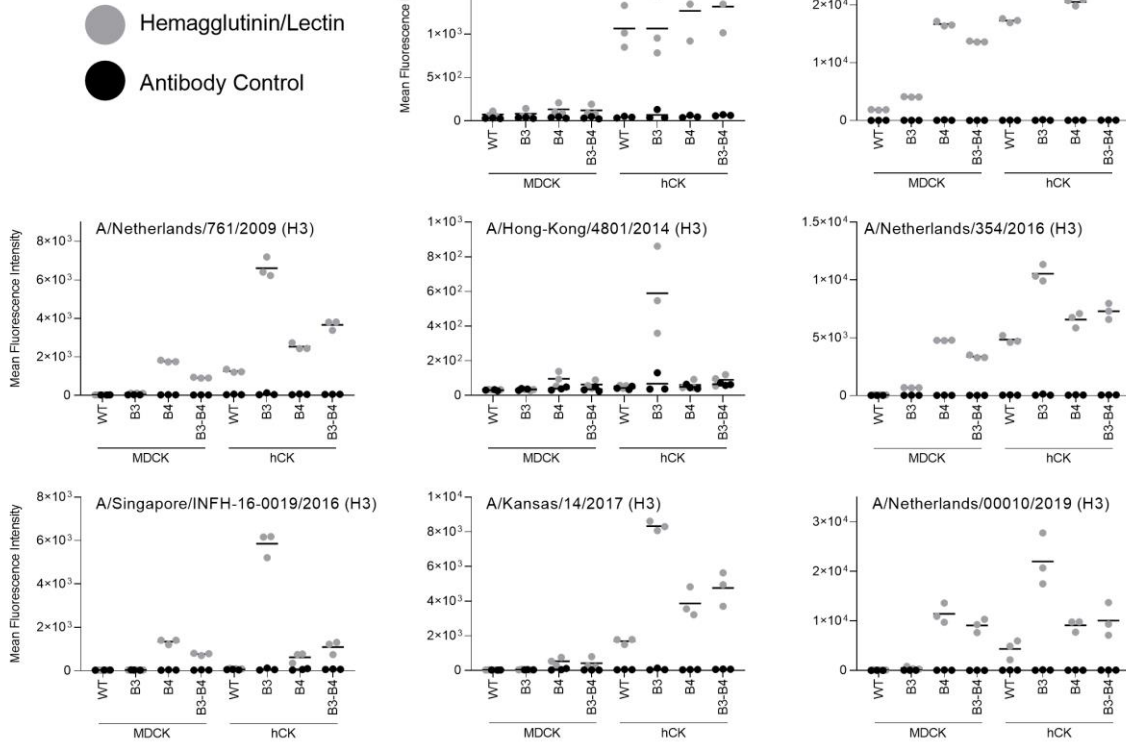 Hemagglutinin/Lectin
Antibody Control
Mean Fluorescence
1×10³
5×10²
0
WT B3 B4 B3-B4 WT B3 B4 B3-B4
MDCK hCK
2×10⁴
1×10⁴
0
WT B3 B4 B3-B4 WT B3 B4 B3-B4
MDCK hCK
A/Netherlands/761/2009 (H3)
Mean Fluorescence Intensity
8×10³
6×10³
4×10³
2×10³
0
WT B3 B4 B3-B4 WT B3 B4 B3-B4
MDCK hCK
A/Hong-Kong/4801/2014 (H3)
1×10³
8×10²
6×10²
4×10²
2×10²
0
WT B3 B4 B3-B4 WT B3 B4 B3-B4
MDCK hCK
A/Netherlands/354/2016 (H3)
1.5×10⁴
1×10⁴
5×10³
0
WT B3 B4 B3-B4 WT B3 B4 B3-B4
MDCK hCK
A/Singapore/INFH-16-0019/2016 (H3)
Mean Fluorescence Intensity
8×10³
6×10³
4×10³
2×10³
0
WT B3 B4 B3-B4 WT B3 B4 B3-B4
MDCK hCK
A/Kansas/14/2017 (H3)
1×10⁴
8×10³
6×10³
4×10³
2×10³
0
WT B3 B4 B3-B4 WT B3 B4 B3-B4
MDCK hCK
A/Netherlands/00010/2019 (H3)
3×10⁴
2×10⁴
1×10⁴
0
WT B3 B4 B3-B4 WT B3 B4 B3-B4
MDCK hCK